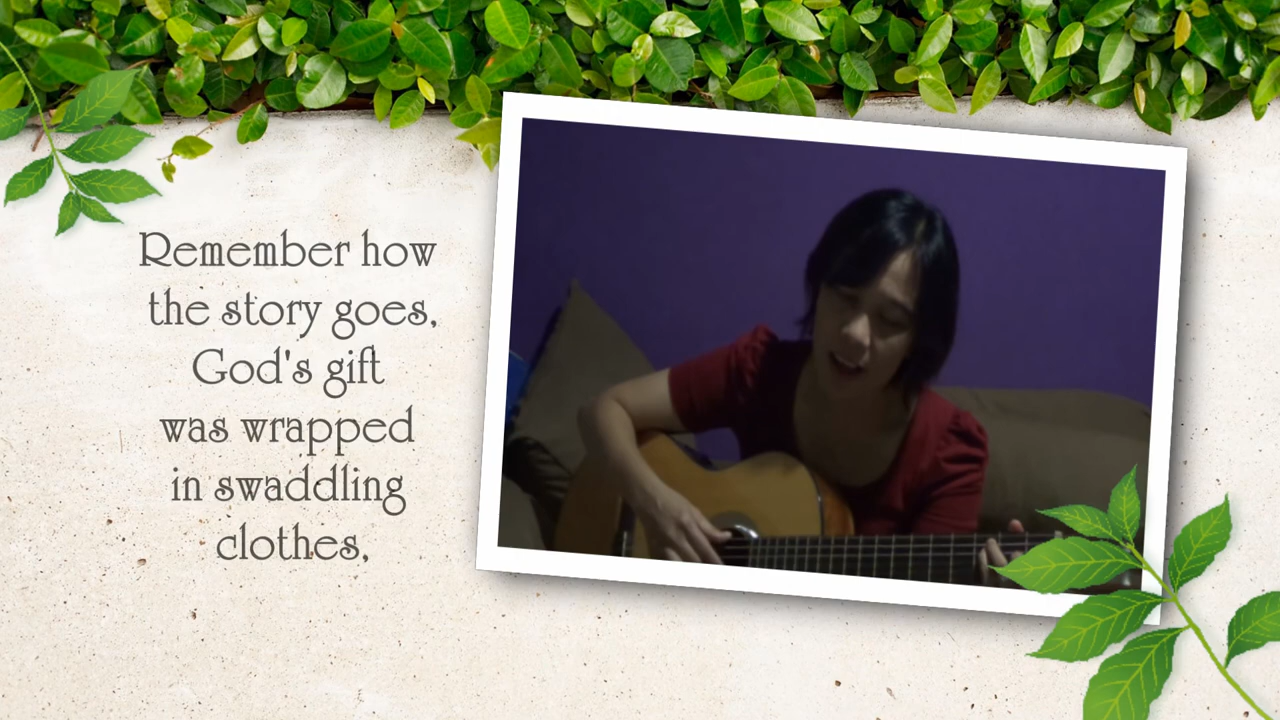 Remember how
the story goes,
God's gift
was wrapped
in swaddling
clothes,